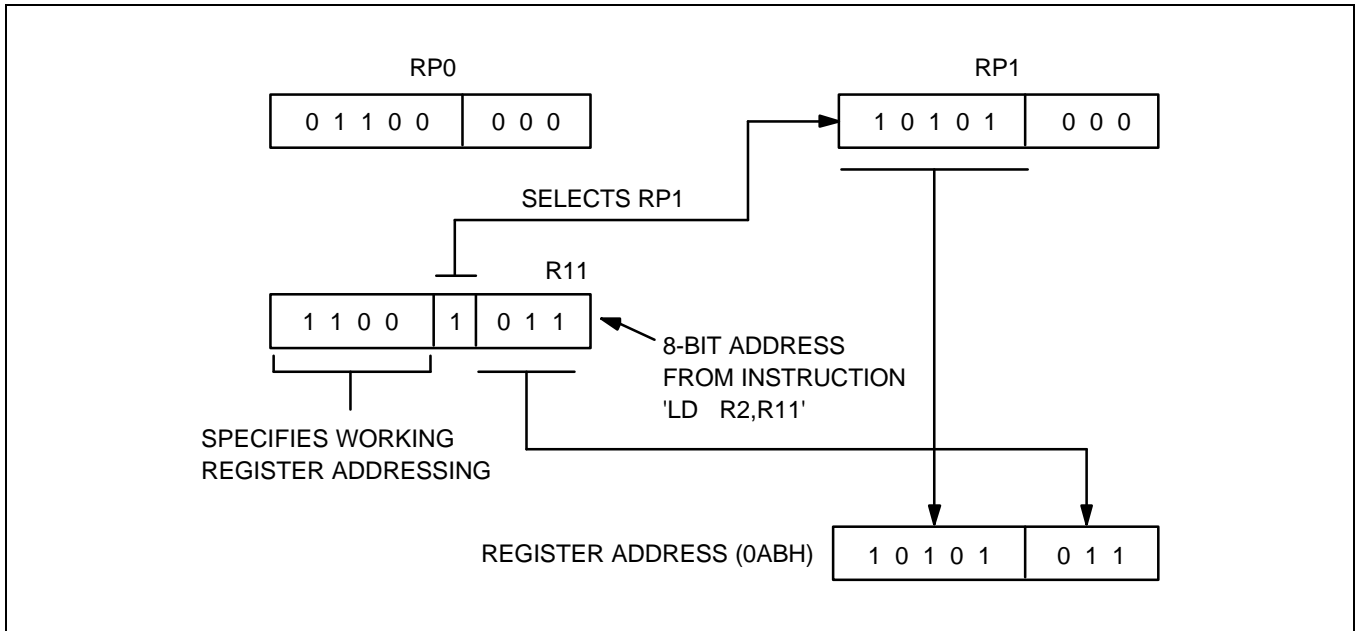 RP0
RP1
0 1 1 0 0 0 0 0
1 0 1 0 1 0 0 0
SELECTS RP1
R11
1 1 0 0 1 0 1 1
8-BIT ADDRESS
FROM INSTRUCTION
'LD R2,R11'
SPECIFIES WORKING
REGISTER ADDRESSING
REGISTER ADDRESS (0ABH)
1 0 1 0 1 0 1 1